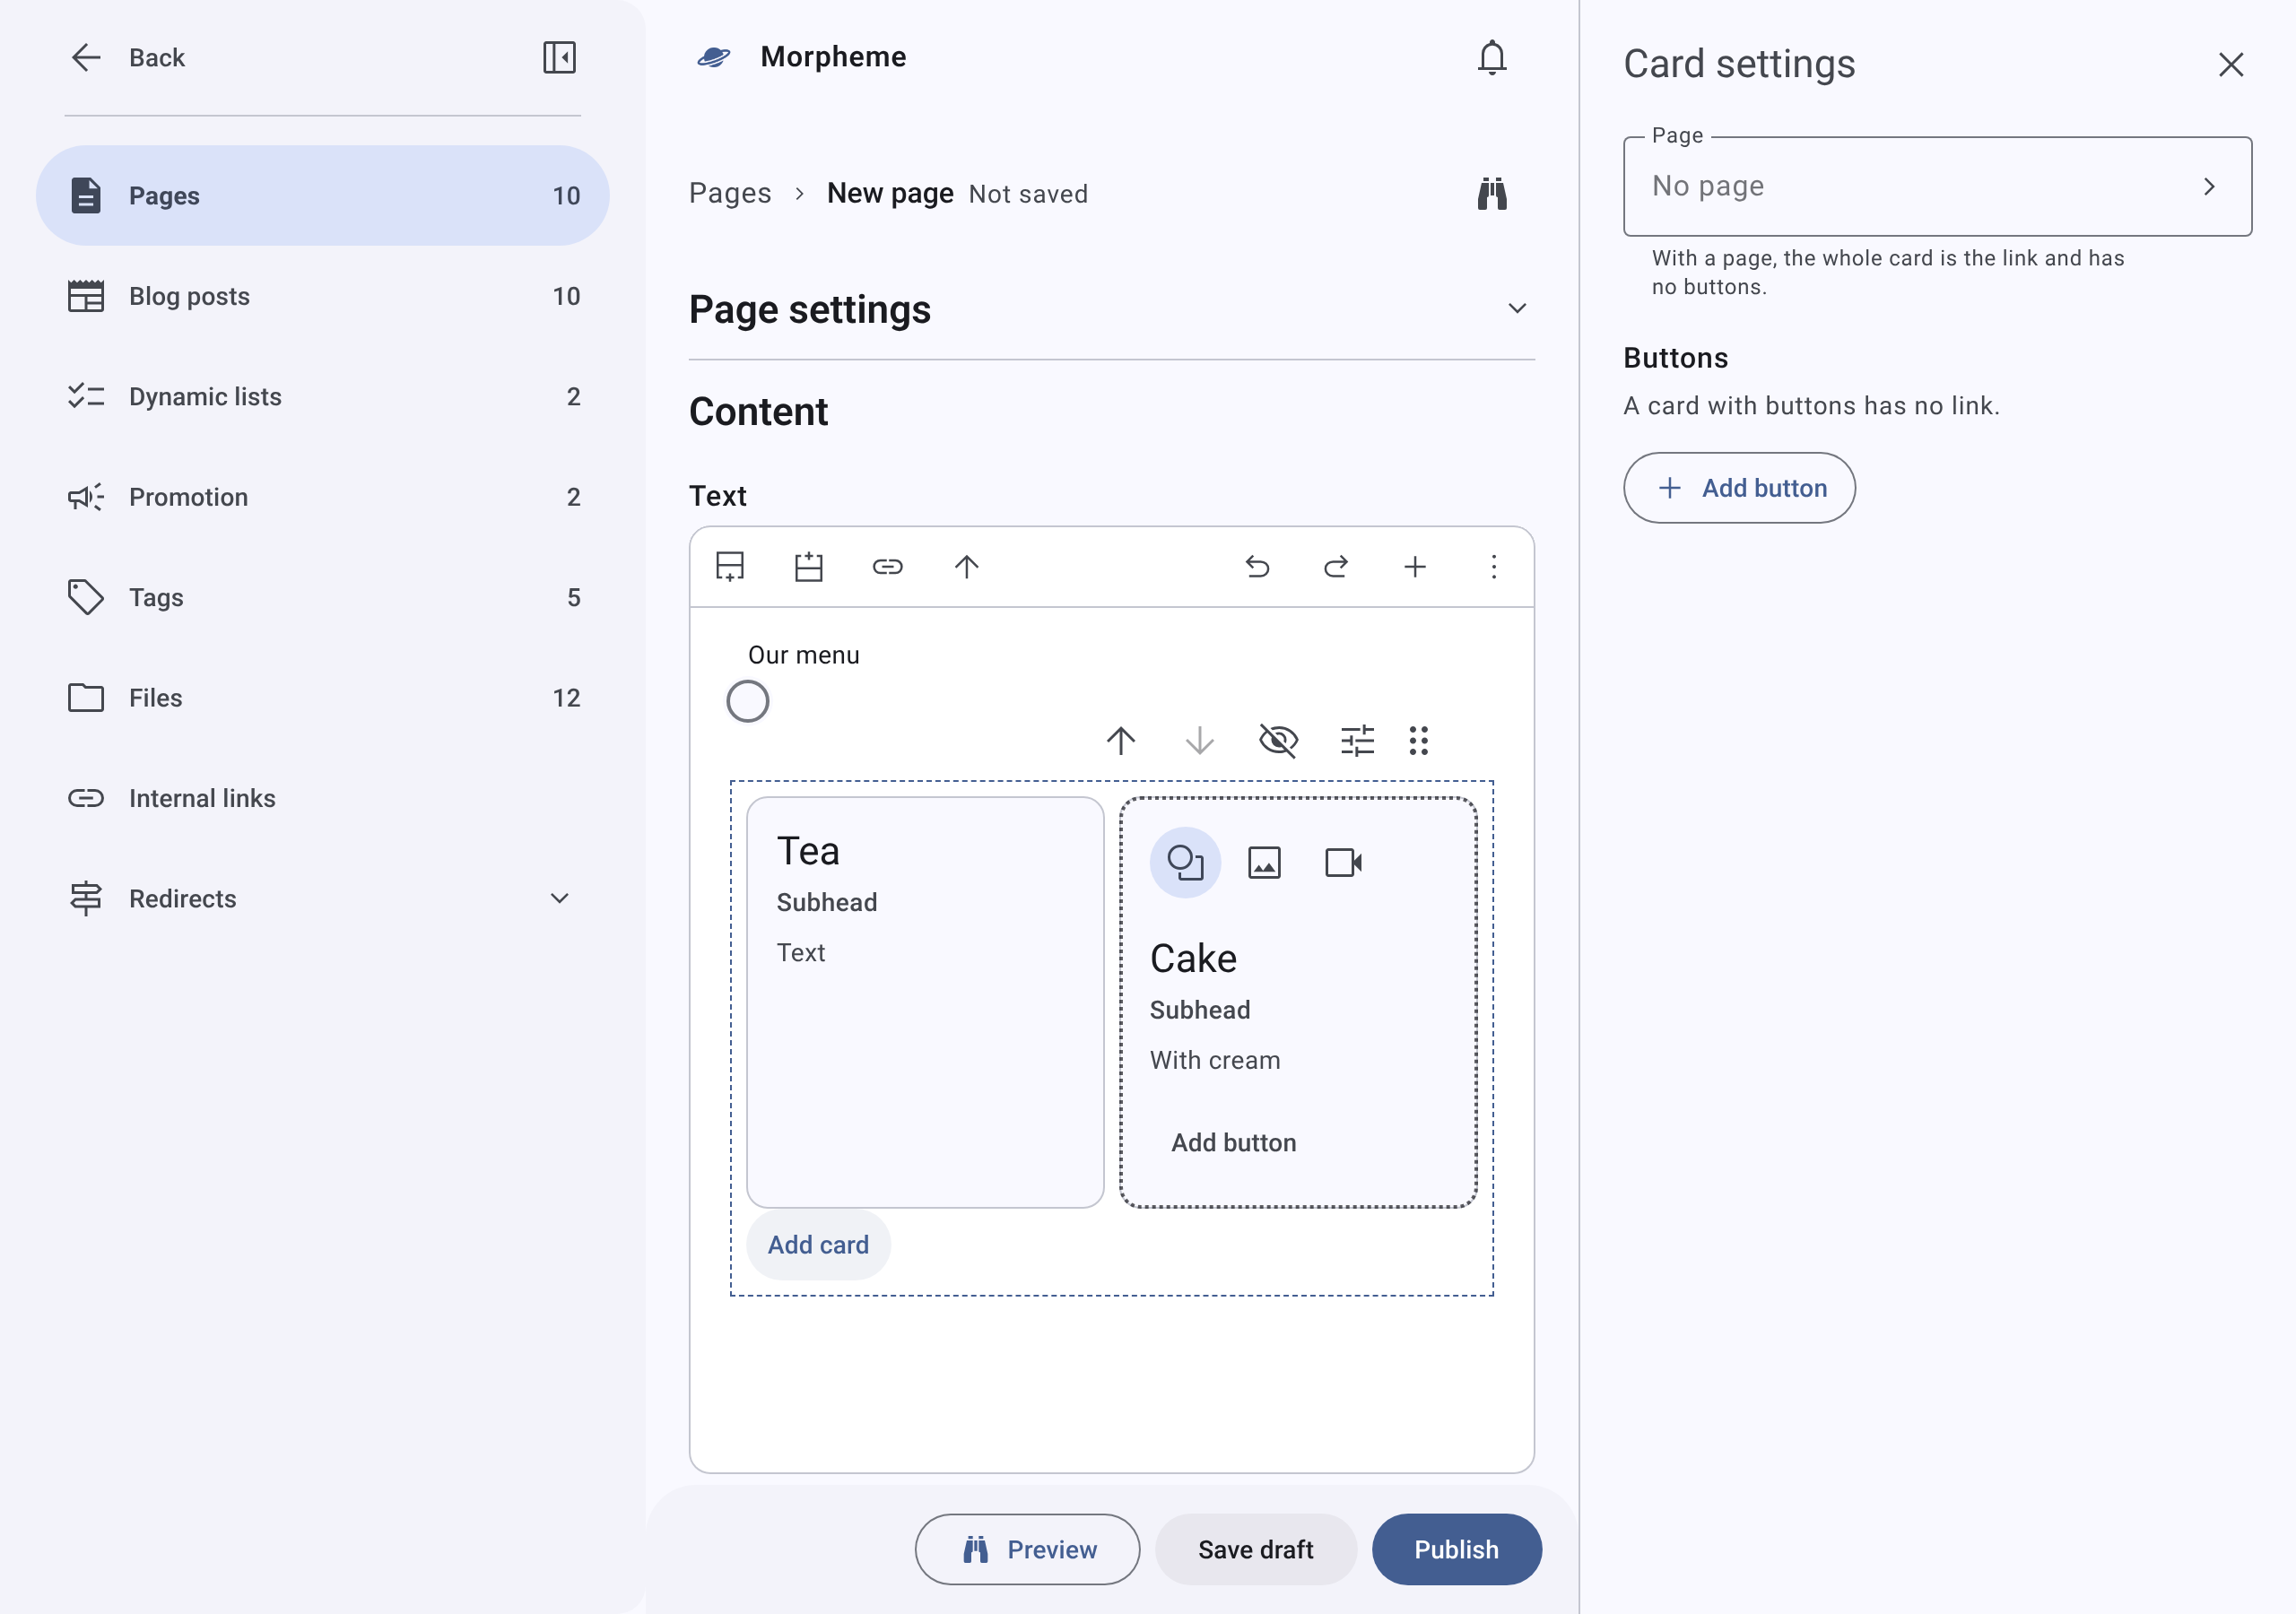 Back
Pages 10
Blog posts 10
Dynamic lists 2
Promotion 2
Tags 5
Files 12
Internal links
Redirects
Morpheme
Pages > New page Not saved
Page settings
Content
Text
Our menu
Tea
Subhead
Text
Cake
Subhead
With cream
Add button
Add card
Preview
Save draft
Publish
Card settings
Page
No page
With a page, the whole card is the link and has
no buttons.
Buttons
A card with buttons has no link.
Add button